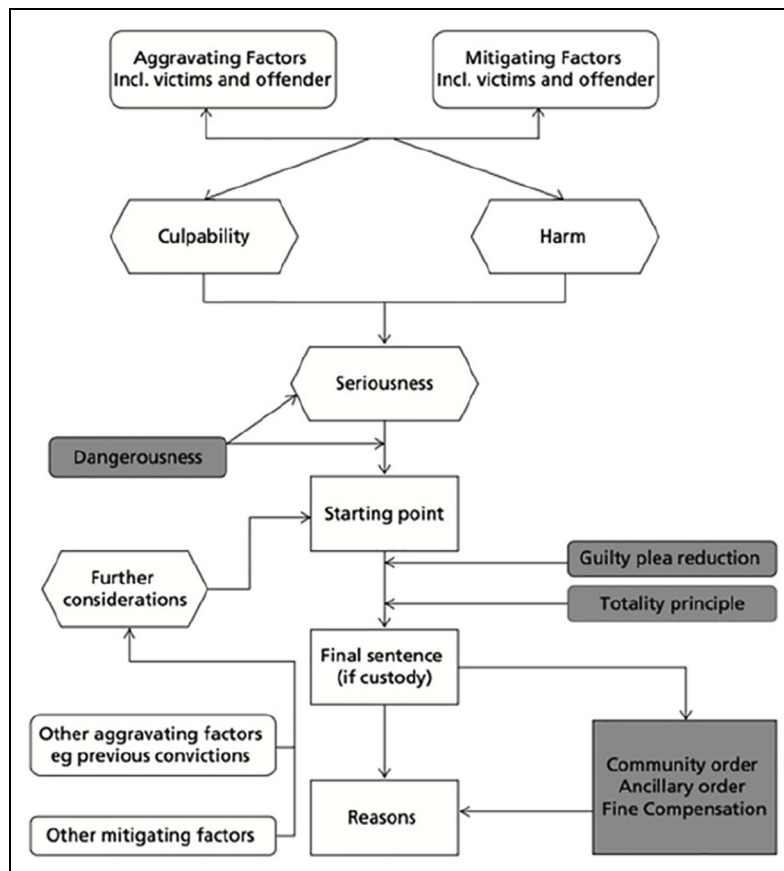 Aggravating Factors
Incl. victims and offender
Mitigating Factors
Incl. victims and offender
Culpability
Harm
Seriousness
Dangerousness
Starting point
Guilty plea reduction
Further
considerations
Totality principle
Final sentence
(if custody)
Other aggravating factors
eg previous convictions
Community order
Ancillary order
Fine Compensation
Reasons
Other mitigating factors